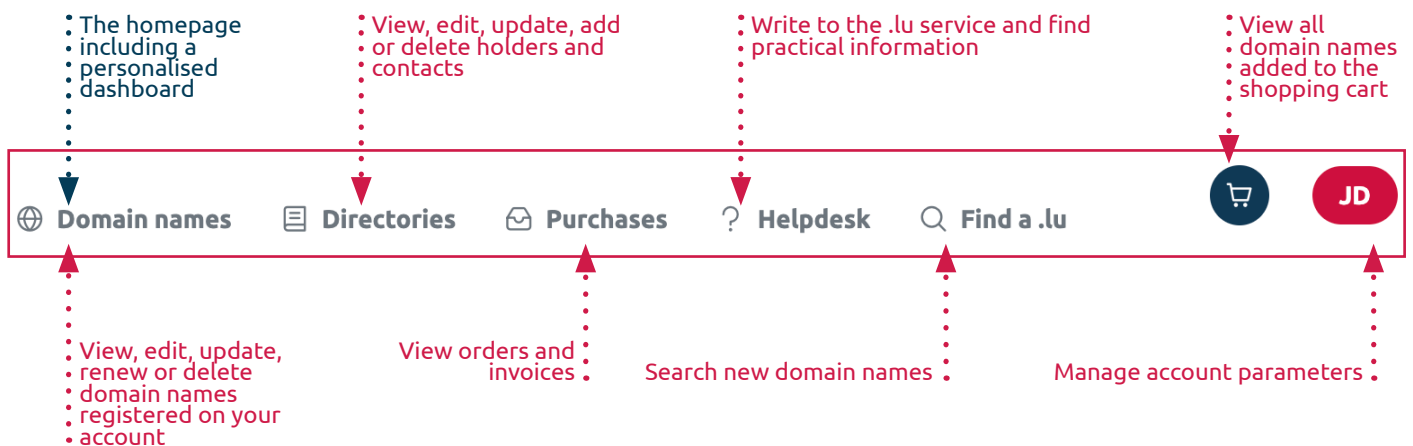 The homepage
including a
personalised
dashboard
View, edit, update, add
or delete holders and
contacts
Write to the .lu service and find
practical information
View all
domain names
added to the
shopping cart
Domain names
Directories
Purchases
Helpdesk
Find a .lu
JD
View, edit, update,
renew or delete
domain names
registered on your
account
View orders and
invoices
Search new domain names
Manage account parameters